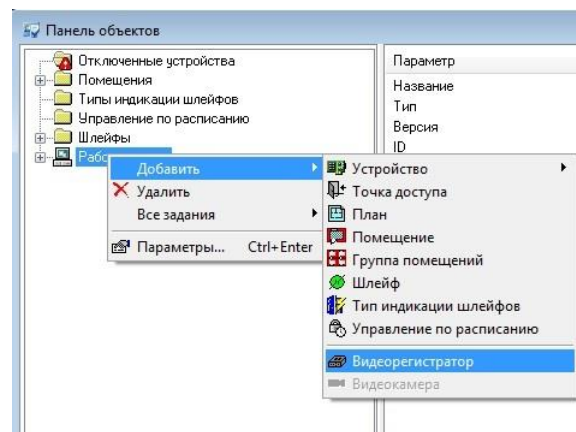 Панель объектов
Отключенные устройства
Помещения
Типы индикации шлейфов
Управление по расписанию
Шлейфы
Параметр
Название
Тип
Версия
ID
Добавить
Удалить
Все задания
Параметры... Ctrl+Enter
Устройство
Точка доступа
План
Помещение
Группа помещений
Шлейф
Тип индикации шлейфов
Управление по расписанию
Видеорегистратор
Видеокамера